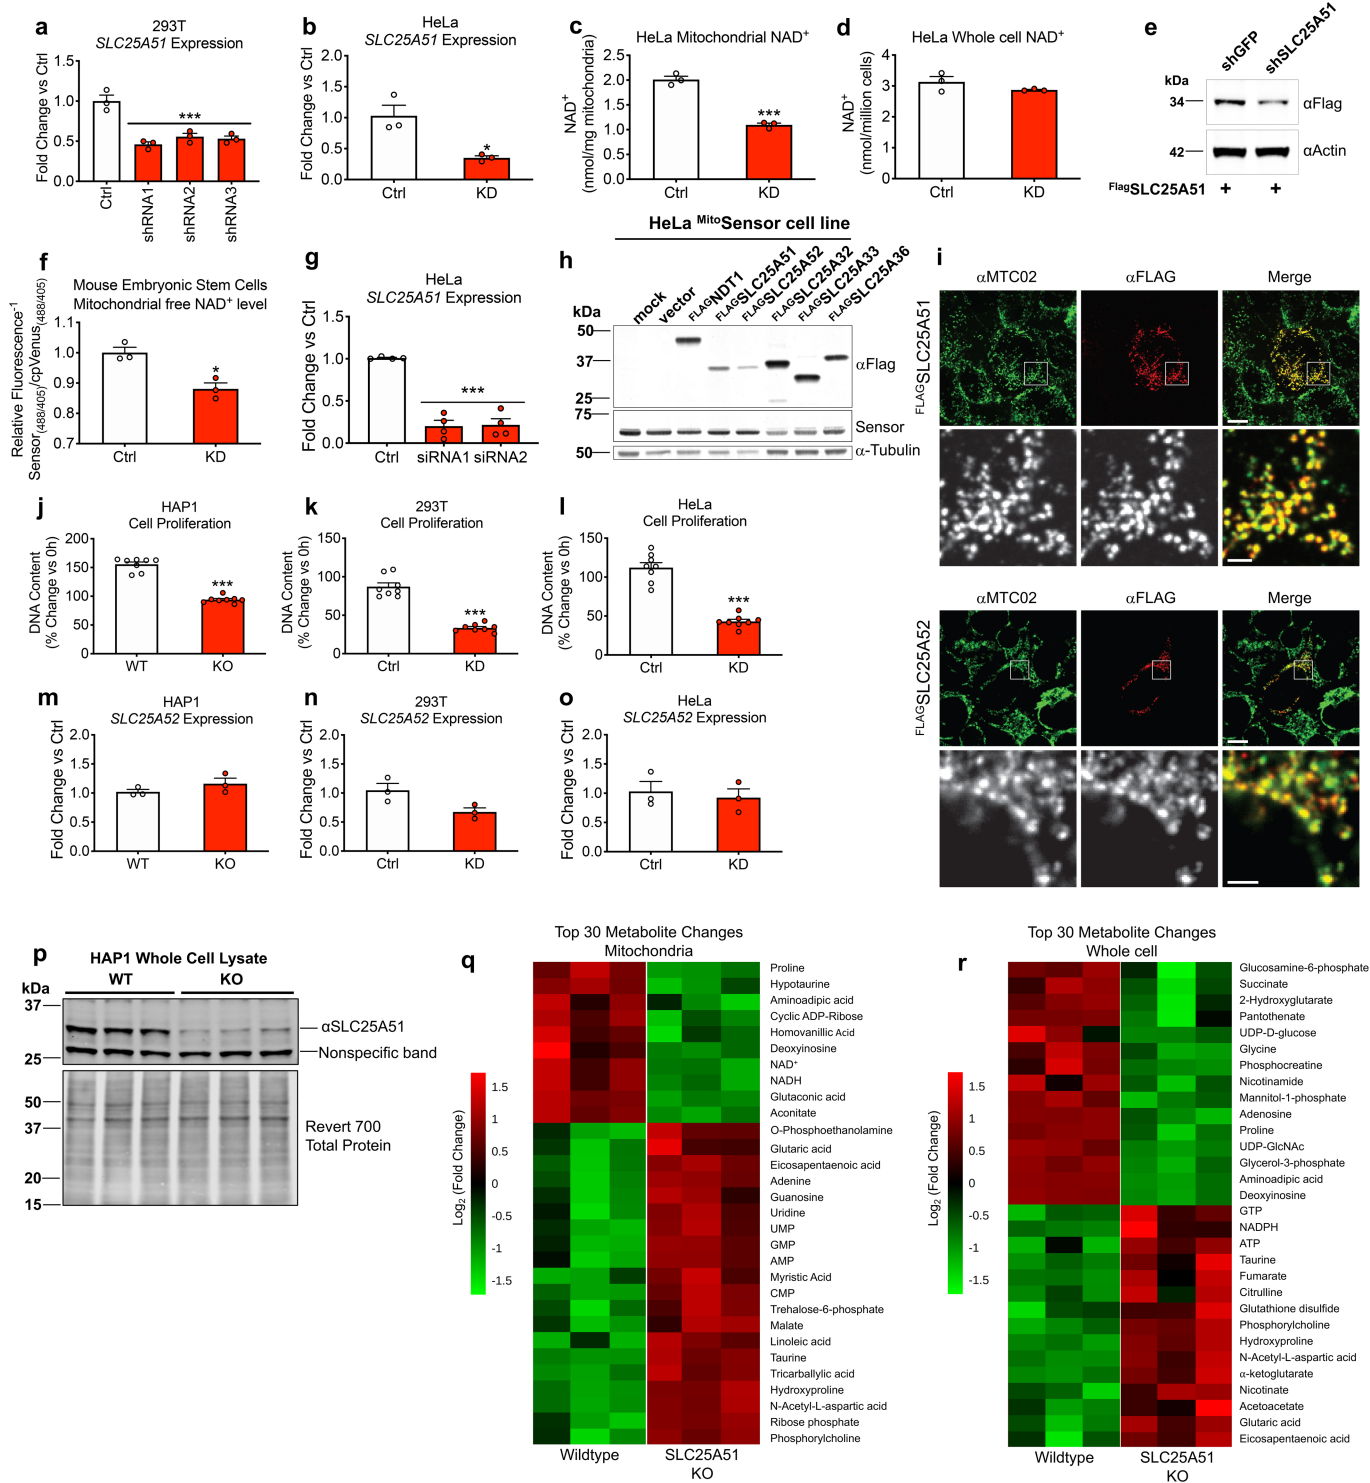 a
293T
SLC25A51 Expression
Fold Change vs Ctrl
1.5
1.0
0.5
0.0
***
Ctrl
shRNA1
shRNA2
shRNA3
b
HeLa
SLC25A51 Expression
Fold Change vs Ctrl
2.0
1.5
1.0
0.5
0.0
*
Ctrl
KD
c
HeLa Mitochondrial NAD+
NAD+
(nmol/mg mitochondria)
2.5
2.0
1.5
1.0
0.5
0.0
***
Ctrl
KD
d
HeLa Whole cell NAD+
NAD+
(nmol/million cells)
4
3
2
1
0
Ctrl
KD
e
shGFP
shSLC25A51
kDa
34
αFlag
42
αActin
FlagSLC25A51
+
+
f
Mouse Embryonic Stem Cells
Mitochondrial free NAD+ level
Relative Fluorescence-1
Sensor(488/405)/cpVenus(488/405)
1.1
1.0
0.9
0.8
0.7
*
Ctrl
KD
g
HeLa
SLC25A51 Expression
Fold Change vs Ctrl
1.5
1.0
0.5
0.0
***
Ctrl
siRNA1
siRNA2
h
HeLa MitoSensor cell line
kDa
mock
vector
FLAGNDT1
FLAGSLC25A51
FLAGSLC25A52
FLAGSLC25A32
FLAGSLC25A33
FLAGSLC25A36
50
37
25
αFlag
75
Sensor
50
α-Tubulin
i
αMTC02
αFLAG
Merge
FLAGSLC25A51
αMTC02
αFLAG
Merge
FLAGSLC25A52
j
HAP1
Cell Proliferation
DNA Content
(% Change vs 0h)
200
150
100
50
0
***
WT
KO
k
293T
Cell Proliferation
DNA Content
(% Change vs 0h)
150
100
50
0
***
Ctrl
KD
l
HeLa
Cell Proliferation
DNA Content
(% Change vs 0h)
150
100
50
0
***
Ctrl
KD
m
HAP1
SLC25A52 Expression
Fold Change vs Ctrl
2.0
1.5
1.0
0.5
0.0
WT
KO
n
293T
SLC25A52 Expression
Fold Change vs Ctrl
2.0
1.5
1.0
0.5
0.0
Ctrl
KD
o
HeLa
SLC25A52 Expression
Fold Change vs Ctrl
2.0
1.5
1.0
0.5
0.0
Ctrl
KD
p
HAP1 Whole Cell Lysate
WT
KO
kDa
37
αSLC25A51
25
Nonspecific band
50
37
20
15
Revert 700
Total Protein
q
Top 30 Metabolite Changes
Mitochondria
Log2 (Fold Change)
1.5
1
0.5
0
-0.5
-1
-1.5
Proline
Hypotaurine
Aminoadipic acid
Cyclic ADP-Ribose
Homovanillic Acid
Deoxyinosine
NAD+
NADH
Glutaconic acid
Aconitate
O-Phosphoethanolamine
Glutaric acid
Eicosapentaenoic acid
Adenine
Guanosine
Uridine
UMP
GMP
AMP
Myristic Acid
CMP
Trehalose-6-phosphate
Malate
Linoleic acid
Taurine
Tricarballylic acid
Hydroxyproline
N-Acetyl-L-aspartic acid
Ribose phosphate
Phosphorylcholine
Wildtype
SLC25A51
KO
r
Top 30 Metabolite Changes
Whole cell
Log2 (Fold Change)
1.5
1
0.5
0
-0.5
-1
-1.5
Glucosamine-6-phosphate
Succinate
2-Hydroxyglutarate
Pantothenate
UDP-D-glucose
Glycine
Phosphocreatine
Nicotinamide
Mannitol-1-phosphate
Adenosine
Proline
UDP-GlcNAc
Glycerol-3-phosphate
Aminoadipic acid
Deoxyinosine
GTP
NADPH
ATP
Taurine
Fumarate
Citrulline
Glutathione disulfide
Phosphorylcholine
Hydroxyproline
N-Acetyl-L-aspartic acid
α-ketoglutarate
Nicotinate
Acetoacetate
Glutaric acid
Eicosapentaenoic acid
Wildtype
SLC25A51
KO